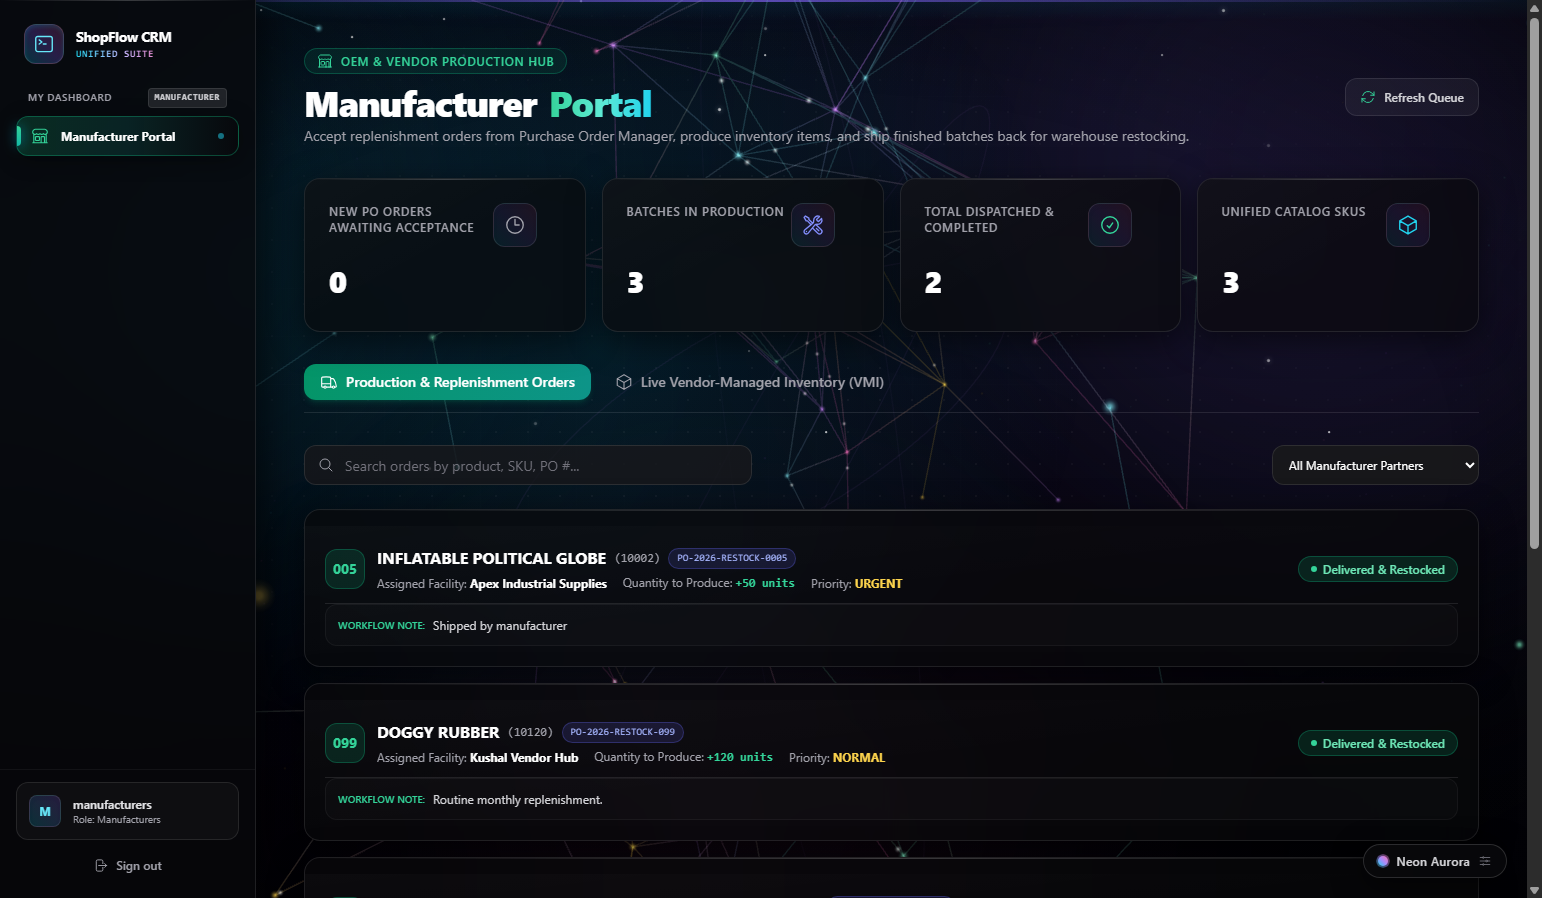 ShopFlow CRM
UNIFIED SUITE
MY DASHBOARD
MANUFACTURER
Manufacturer Portal
manufacturers
Role: Manufacturers
M
Sign out
OEM & VENDOR PRODUCTION HUB
Manufacturer Portal
Accept replenishment orders from Purchase Order Manager, produce inventory items, and ship finished batches back for warehouse restocking.
Refresh Queue
NEW PO ORDERS
AWAITING ACCEPTANCE
0
BATCHES IN PRODUCTION
3
TOTAL DISPATCHED &
COMPLETED
2
UNIFIED CATALOG SKUS
3
Production & Replenishment Orders
Live Vendor-Managed Inventory (VMI)
Search orders by product, SKU, PO #...
All Manufacturer Partners
005
INFLATABLE POLITICAL GLOBE (10002) PO-2026-RESTOCK-0005
Assigned Facility: Apex Industrial Supplies Quantity to Produce: +50 units Priority: URGENT
Delivered & Restocked
WORKFLOW NOTE: Shipped by manufacturer
099
DOGGY RUBBER (10120) PO-2026-RESTOCK-099
Assigned Facility: Kushal Vendor Hub Quantity to Produce: +120 units Priority: NORMAL
Delivered & Restocked
WORKFLOW NOTE: Routine monthly replenishment.
Neon Aurora